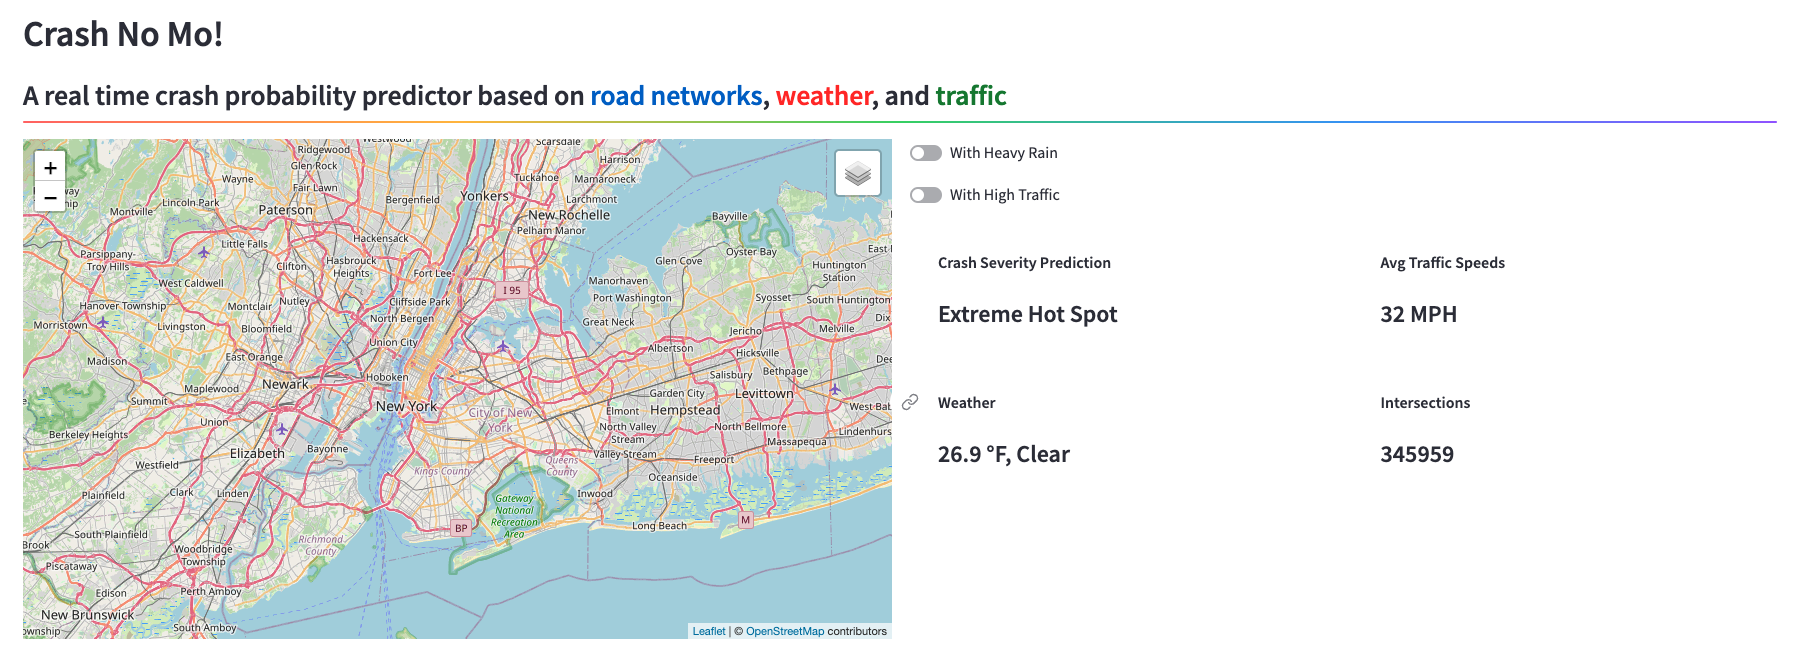 Crash No Mo!
A real time crash probability predictor based on road networks, weather, and traffic
+
−
Westwood
Ridgewood
Glen Rock
Wayne
Fair Lawn
Lincoln Park
Montville
Paterson
Bergenfield
Scarsdale
Harrison
Tuckahoe
Mamaroneck
Yonkers
Larchmont
New Rochelle
Pelham Manor
Little Falls
Hackensack
Parsippany-
Troy Hills
West Caldwell
Clifton
Hasbrouck
Heights
Fort Lee
I 95
Hanover Township
Montclair
Nutley
Cliffside Park
North Bergen
Morristown
Livingston
Bloomfield
Union City
Madison
East Orange
Hoboken
Maplewood
Newark
Summit
Union
New York
City of New
York
Berkeley Heights
Bayonne
Elizabeth
Westfield
Kings County
Queens
County
Plainfield
Clark
Linden
South Plainfield
Richmond
County
Brook
Woodbridge
Township
Piscataway
Edison
Perth Amboy
New Brunswick
South Amboy
ownship
Bayville
Oyster Bay
East
Glen Cove
Huntington
Station
Manorhaven
Port Washington
Syosset
South Huntington
Dix
Great Neck
Jericho
Melville
Albertson
Hicksville
Dee
Salisbury
Bethpage
Garden City
Levittown
Elmont
Hempstead
West Bab
North Valley
Stream
North Bellmore
Lindenhurs
Valley Stream
Massapequa
Freeport
Oceanside
Inwood
Gateway
National
Recreation
Area
BP
Long Beach
M
Leaflet | © OpenStreetMap contributors
With Heavy Rain
With High Traffic
Crash Severity Prediction
Extreme Hot Spot
Avg Traffic Speeds
32 MPH
Weather
26.9 °F, Clear
Intersections
345959